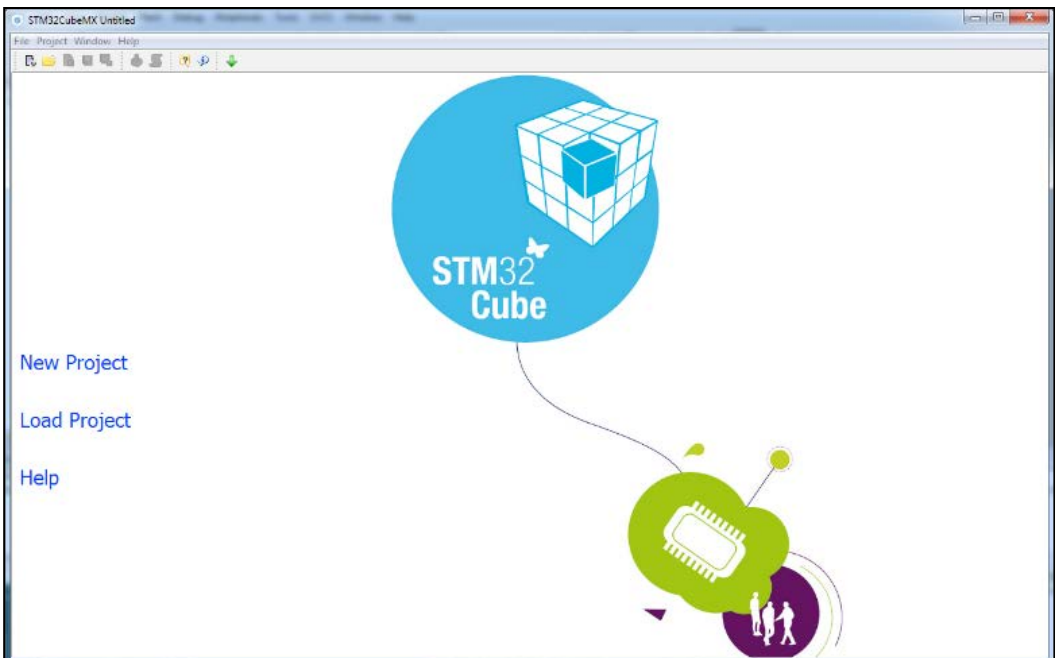 STM32CubeMX Untitled
File Project Window Help
STM32
Cube
New Project
Load Project
Help